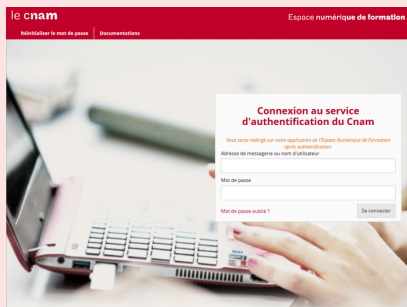 le cnam
Espace numérique de formation
Réinitialiser le mot de passe
Documentations
Connexion au service
d'authentification du Cnam
Vous serez redirigé sur votre application de l'Espace Numérique de Formation
après authentification.
Adresse de messagerie ou nom d'utilisateur
Mot de passe
Mot de passe oublié ?
Se connecter